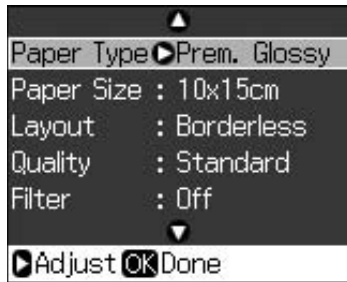 Paper Type Prem. Glossy
Paper Size : 10x15cm
Layout : Borderless
Quality : Standard
Filter : Off
Adjust OK Done